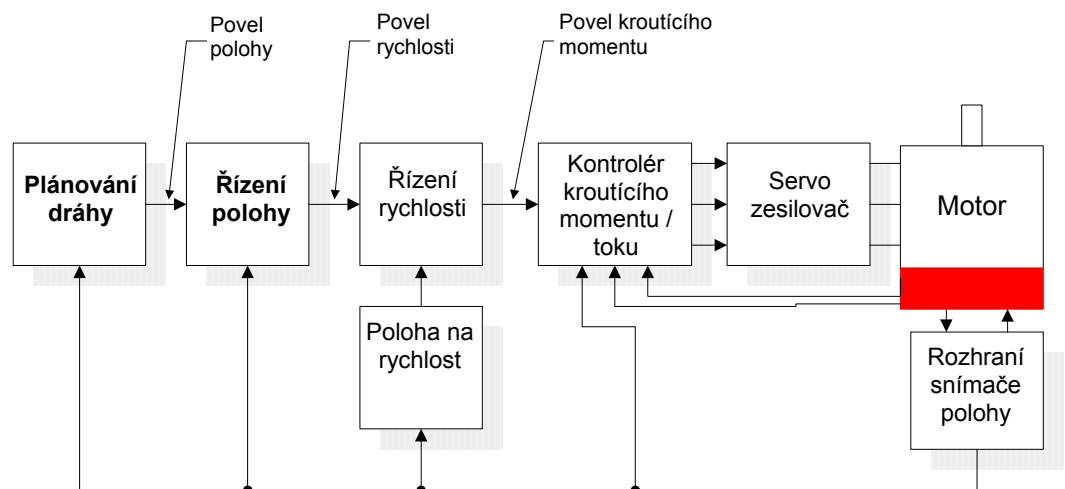 Povel
polohy
Povel
rychlosti
Povel kroutícího
momentu
Plánování
dráhy
Řízení
polohy
Řízení
rychlosti
Kontrolér
kroutícího
momentu /
toku
Servo
zesilovač
Motor
Poloha na
rychlost
Rozhraní
snímače
polohy